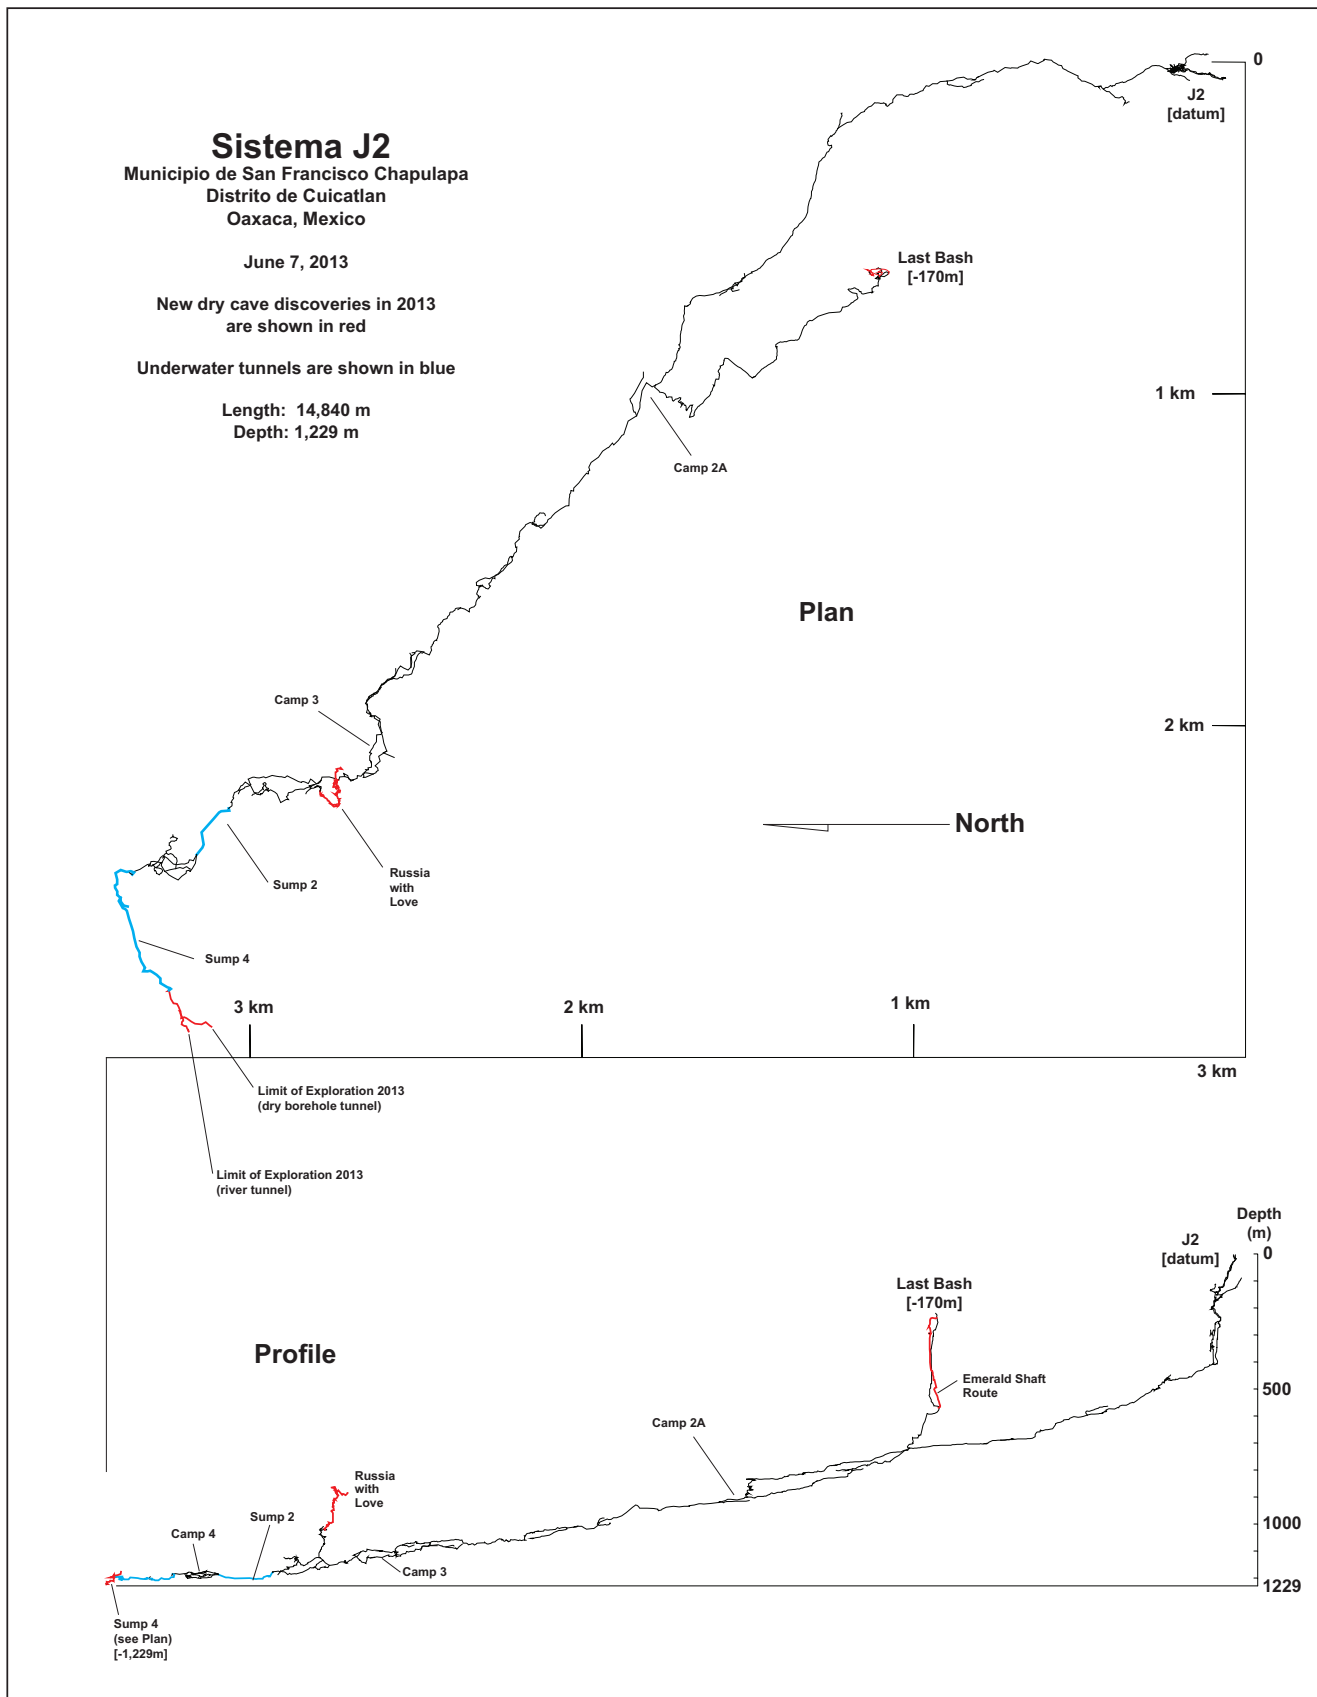 Sistema J2
Municipio de San Francisco Chapulapa
Distrito de Cuicatlan
Oaxaca, Mexico
June 7, 2013
New dry cave discoveries in 2013
are shown in red
Underwater tunnels are shown in blue
Length: 14,840 m
Depth: 1,229 m
0
J2
[datum]
Last Bash
[-170m]
1 km
Camp 2A
Plan
Camp 3
2 km
North
Russia
with
Love
Sump 2
Sump 4
3 km
2 km
1 km
3 km
Limit of Exploration 2013
(dry borehole tunnel)
Limit of Exploration 2013
(river tunnel)
Depth
(m)
J2
[datum]
0
Last Bash
[-170m]
Profile
Emerald Shaft
Route
500
Camp 2A
Russia
with
Love
Sump 2
Camp 4
1000
Camp 3
1229
Sump 4
(see Plan)
[-1,229m]